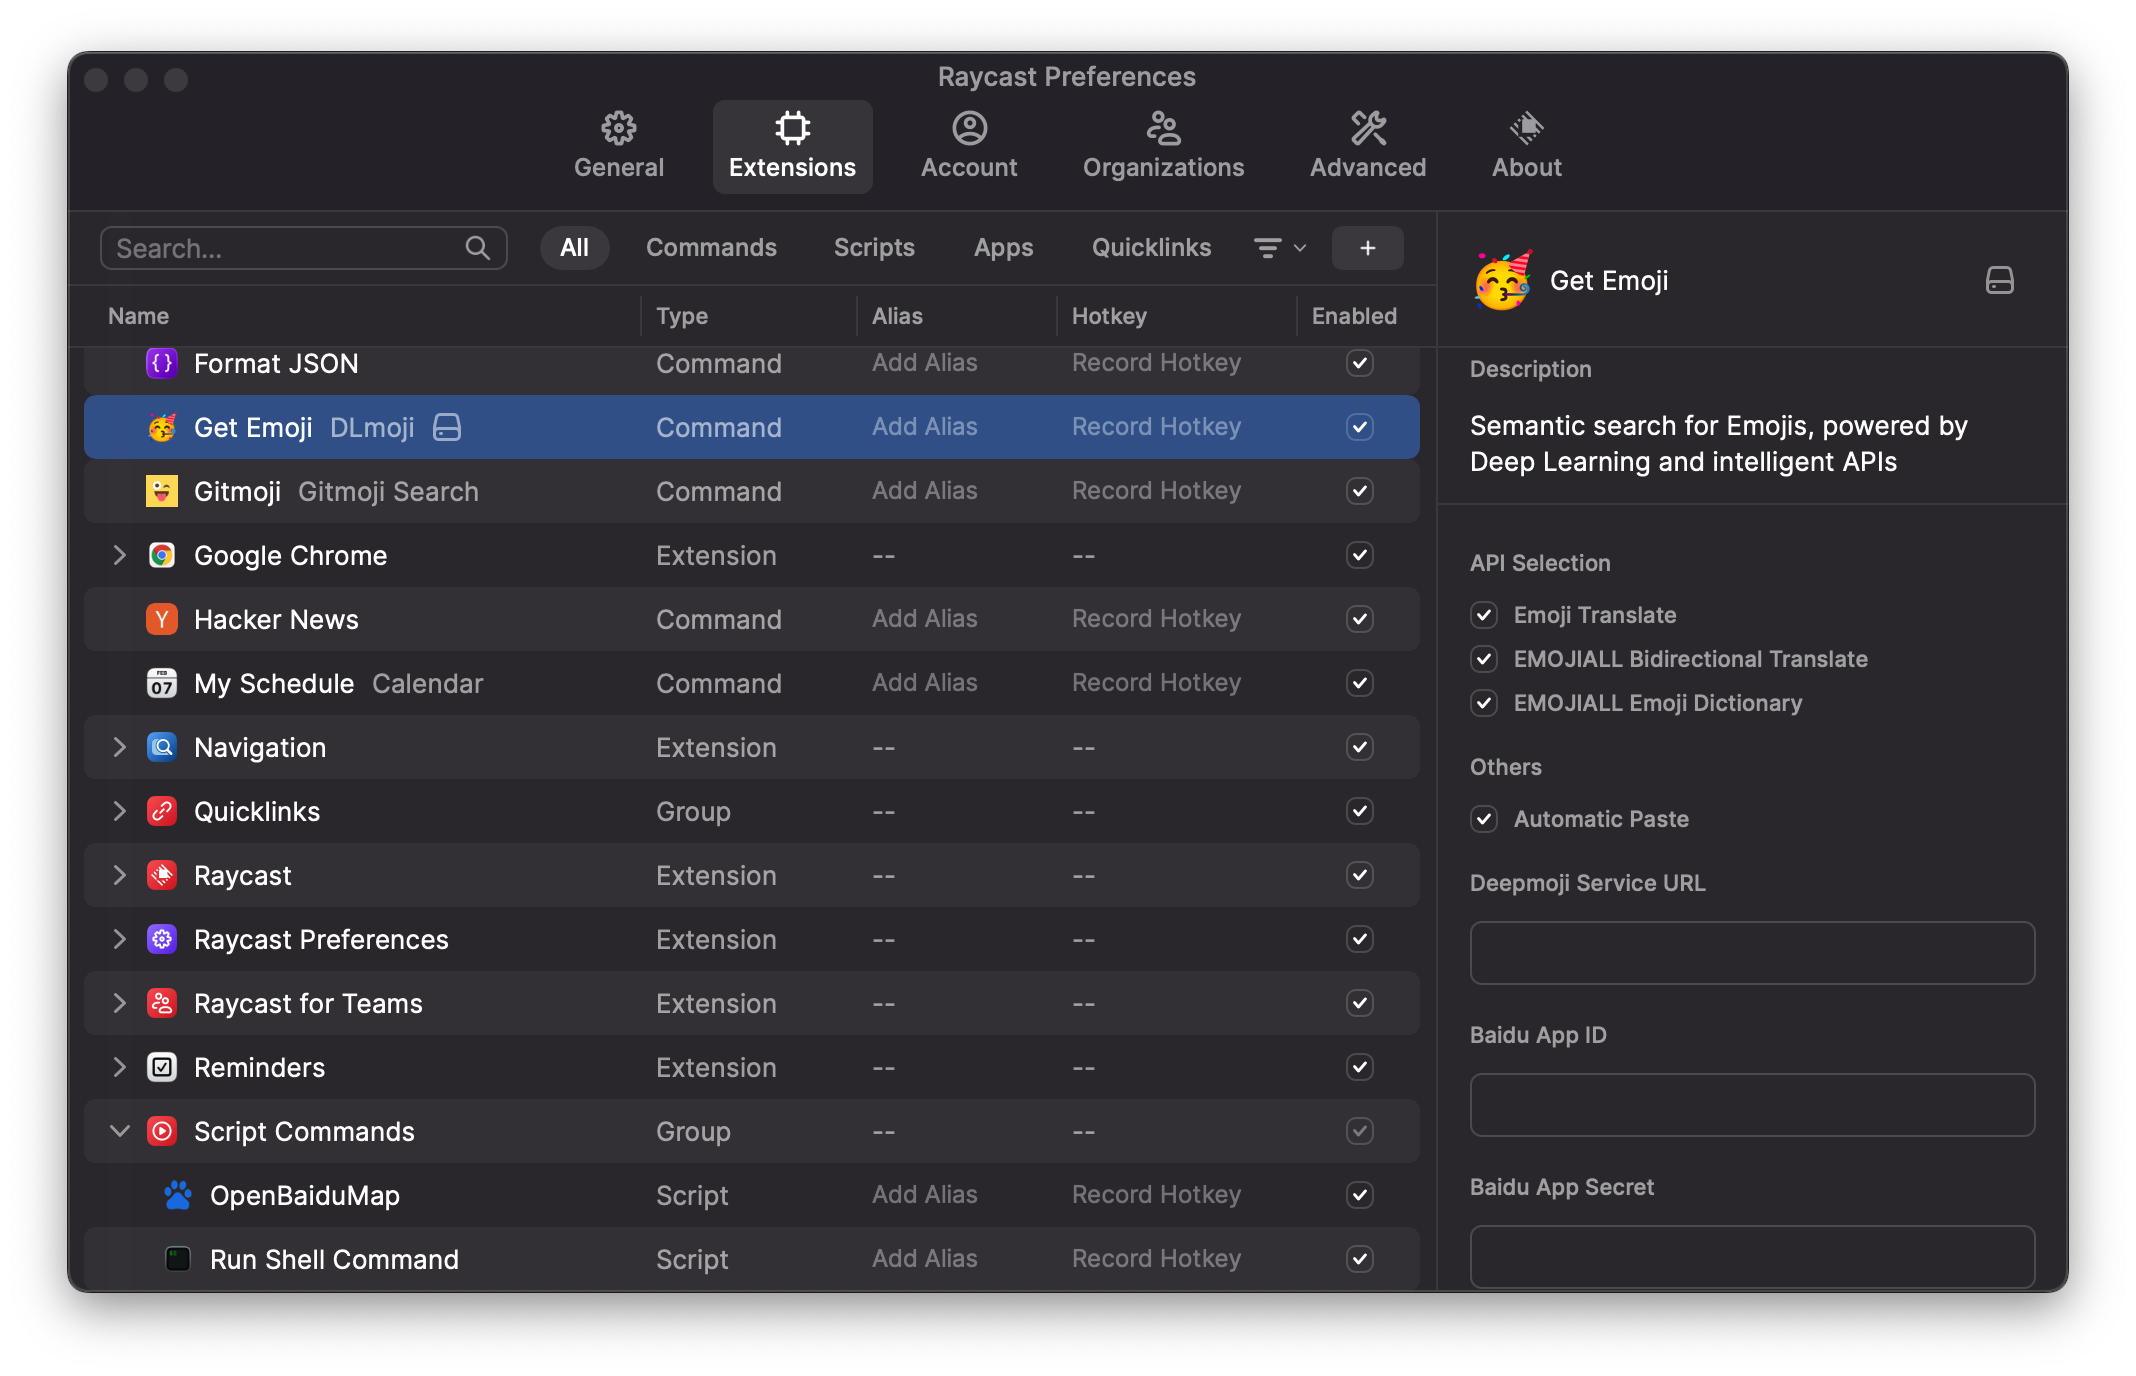 Raycast Preferences
General
Extensions
Account
Organizations
Advanced
About
Search...
All
Commands
Scripts
Apps
Quicklinks
+
Name Type Alias Hotkey Enabled
{} Format JSON Command Add Alias Record Hotkey
Get Emoji DLmoji Command Add Alias Record Hotkey
Gitmoji Gitmoji Search Command Add Alias Record Hotkey
Google Chrome Extension -- --
Y Hacker News Command Add Alias Record Hotkey
FEB
07 My Schedule Calendar Command Add Alias Record Hotkey
Navigation Extension -- --
Quicklinks Group -- --
Raycast Extension -- --
Raycast Preferences Extension -- --
Raycast for Teams Extension -- --
Reminders Extension -- --
Script Commands Group -- --
OpenBaiduMap Script Add Alias Record Hotkey
Run Shell Command Script Add Alias Record Hotkey
Get Emoji
Description
Semantic search for Emojis, powered by
Deep Learning and intelligent APIs
API Selection
Emoji Translate
EMOJIALL Bidirectional Translate
EMOJIALL Emoji Dictionary
Others
Automatic Paste
Deepmoji Service URL
Baidu App ID
Baidu App Secret